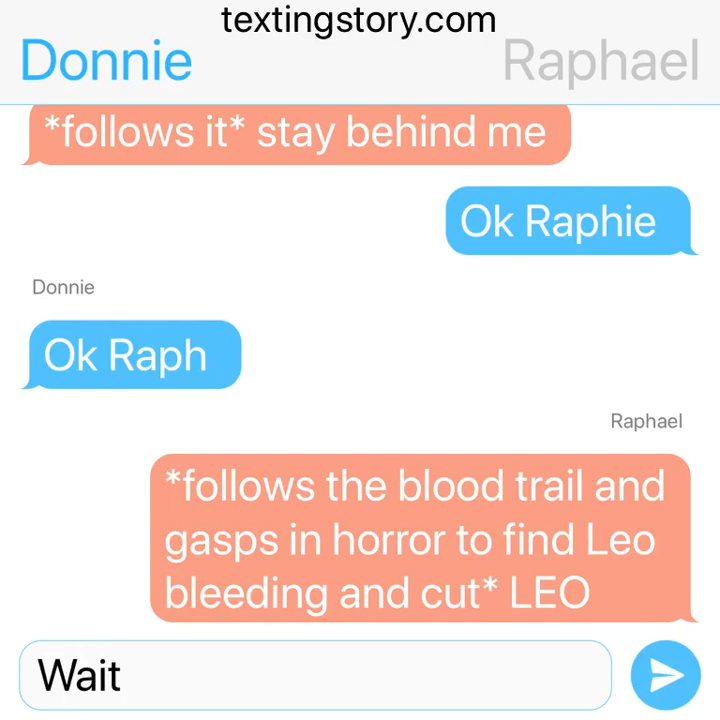 textingstory.com
Donnie
Raphael
*follows it* stay behind me
Ok Raphie
Donnie
Ok Raph
Raphael
*follows the blood trail and
gasps in horror to find Leo
bleeding and cut* LEO
Wait